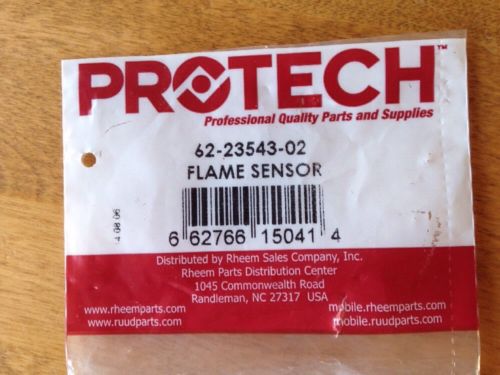 PROTECH™
Professional Quality Parts and Supplies
62-23543-02
FLAME SENSOR
6 62766 15041 4
Distributed by Rheem Sales Company, Inc.
Rheem Parts Distribution Center
1045 Commonwealth Road
Randleman, NC 27317 USA
www.rheemparts.com
mobile.rheemparts.com
www.ruudparts.com
mobile.ruudparts.com